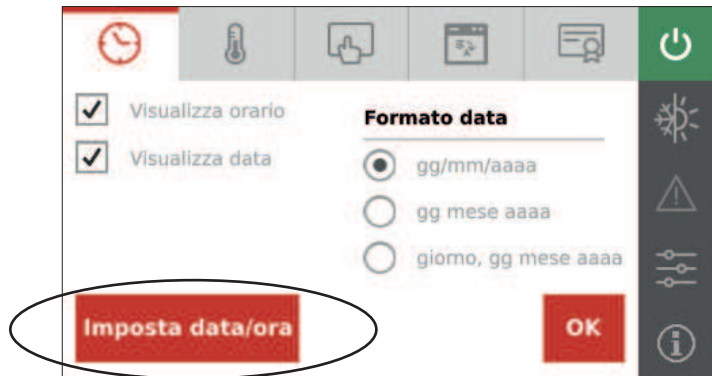 Visualizza orario
Visualizza data
Formato data
gg/mm/aaaa
gg mese aaaa
giorno, gg mese aaaa
Imposta data/ora
OK